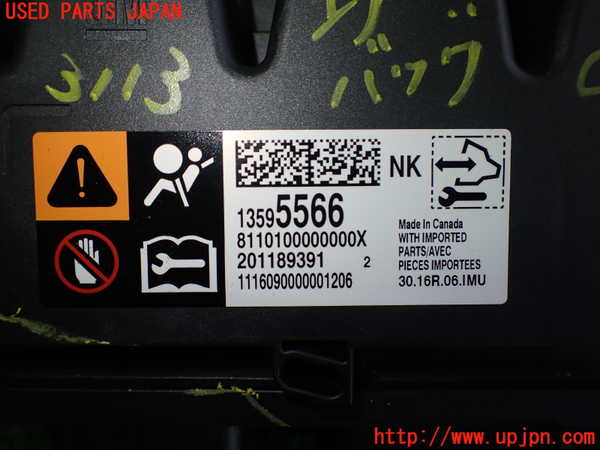 USED PARTS JAPAN
3113
バッグ
NK
13595566
8110100000000X
201189391 2
1116090000001206
Made In Canada
WITH IMPORTED
PARTS/AVEC
PIECES IMPORTEES
30.16R.06.IMU
http://www.upjpn.com/